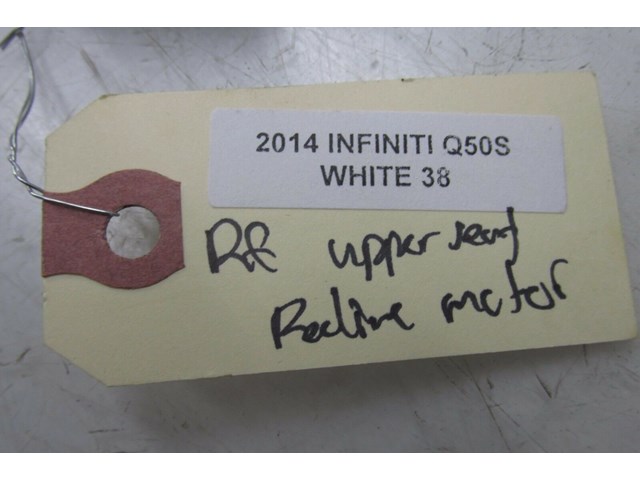 2014 INFINITI Q50S
WHITE 38
RF upper seat
Recline motor